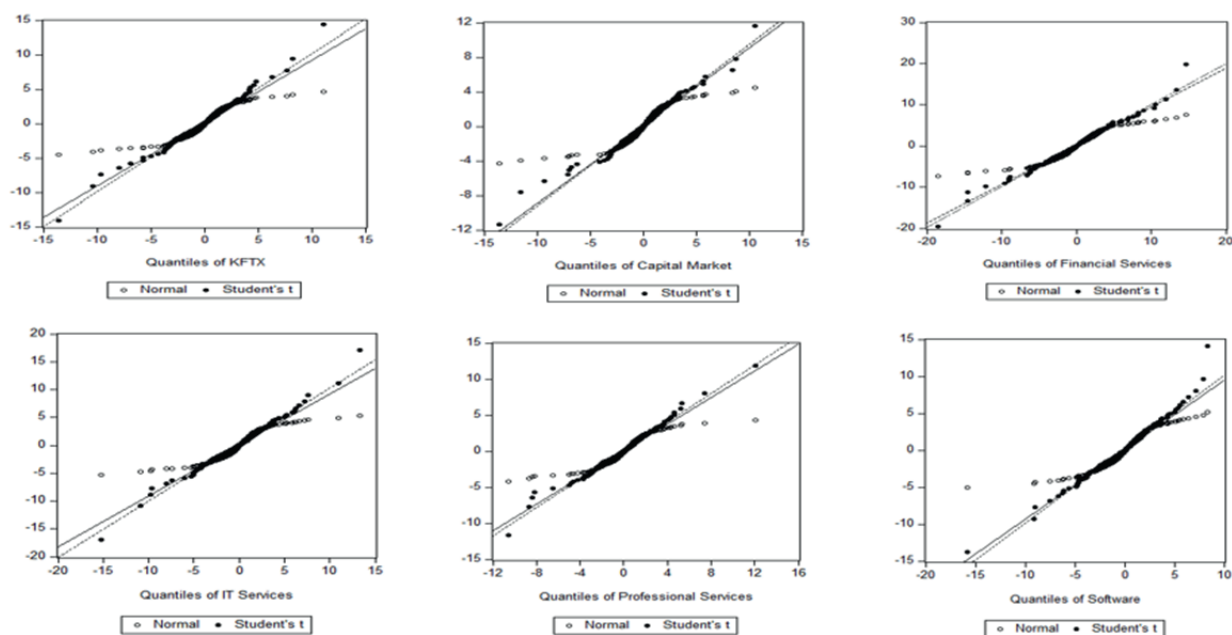 15
10
5
0
-5
-10
-15
-15 -10 -5 0 5 10 15
Quantiles of KFTX
Normal Student's t
12
8
4
0
-4
-8
-12
-15 -10 -5 0 5 10 15
Quantiles of Capital Market
Normal Student's t
30
20
10
0
-10
-20
-20 -10 0 10 20
Quantiles of Financial Services
Normal Student's t
20
15
10
5
0
-5
-10
-15
-20
-20 -15 -10 -5 0 5 10 15
Quantiles of IT Services
Normal Student's t
15
10
5
0
-5
-10
-15
-12 -8 -4 0 4 8 12 16
Quantiles of Professional Services
Normal Student's t
15
10
5
0
-5
-10
-15
-20 -15 -10 -5 0 5 10
Quantiles of Software
Normal Student's t